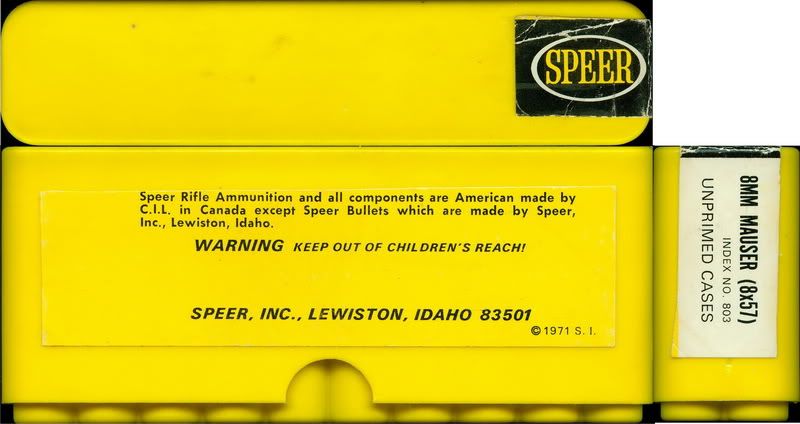 SPEER
Speer Rifle Ammunition and all components are American made by
C.I.L. in Canada except Speer Bullets which are made by Speer,
Inc., Lewiston, Idaho.
WARNING KEEP OUT OF CHILDREN'S REACH!
SPEER, INC., LEWISTON, IDAHO 83501
© 1971 S. I.
8MM MAUSER (8x57)
INDEX NO. 803
UNPRIMED CASES